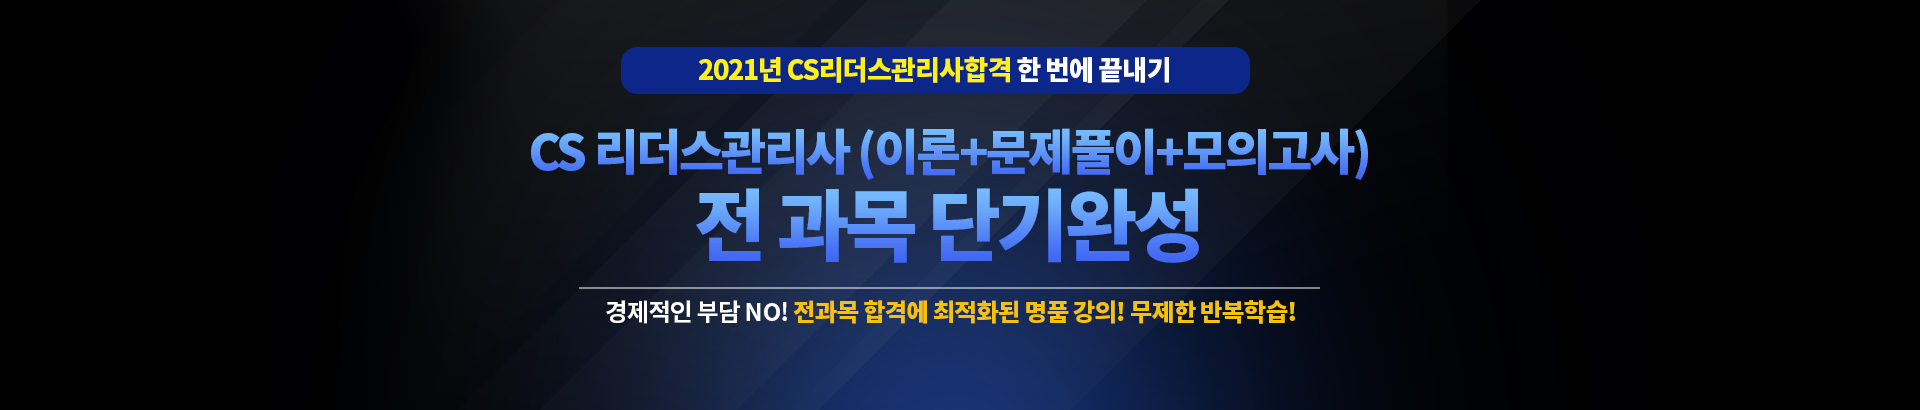 2021년 CS리더스관리사합격 한 번에 끝내기
CS 리더스관리사 (이론+문제풀이+모의고사)
전 과목 단기완성
경제적인 부담 NO! 전과목 합격에 최적화된 명품 강의! 무제한 반복학습!